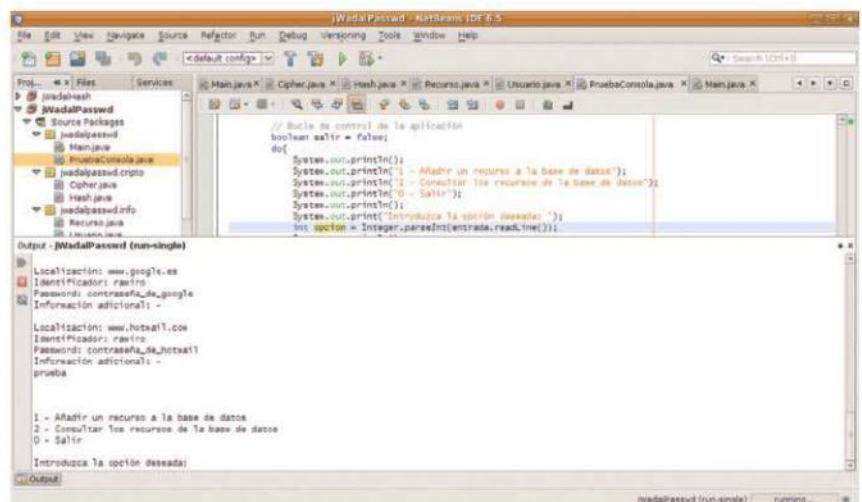 jWadalPasswd - NetBeans IDE 6.5
File Edit View Navigate Source Refactor Run Debug Versioning Tools Window Help
<default config> Search (Ctrl+I)
Proj... Files Services
Main.java Cipher.java Hash.java Recurso.java Usuario.java PruebaConsola.java Main.java
jWadalHash
jWadalPasswd
Source Packages
jwadalpasswd
Main.java
PruebaConsola.java
jwadalpasswd.cripto
Cipher.java
Hash.java
jwadalpasswd.info
Recurso.java
Usuario.java
// Bucle de control de la aplicación
boolean salir = false;
do{
System.out.println();
System.out.println("1 - Añadir un recurso a la base de datos");
System.out.println("2 - Consultar los recursos de la base de datos");
System.out.println("0 - Salir");
System.out.println();
System.out.print("Introduzca la opción deseada: ");
int opcion = Integer.parseInt(entrada.readLine());
Output - jWadalPasswd (run-single)
Localización: www.google.es
Identificador: ramiro
Password: contraseña_de_google
Información adicional: -
Localización: www.hotmail.com
Identificador: ramiro
Password: contraseña_de_hotmail
Información adicional: -
prueba
1 - Añadir un recurso a la base de datos
2 - Consultar los recursos de la base de datos
0 - Salir
Introduzca la opción deseada:
Output
jWadalPasswd (run-single) running...